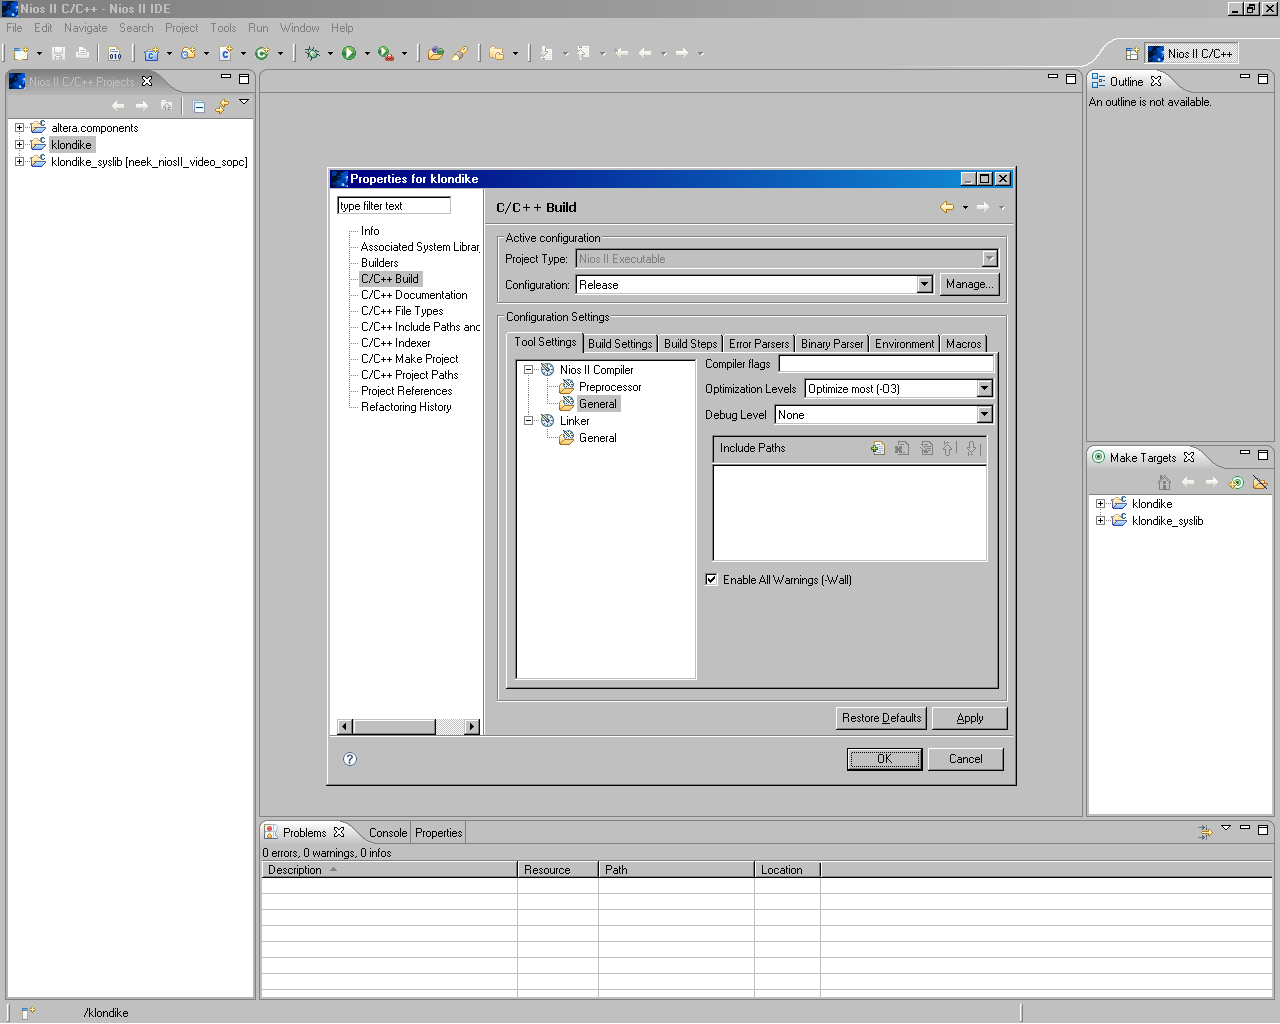 Nios II C/C++ - Nios II IDE
File Edit Navigate Search Project Tools Run Window Help
010
Nios II C/C++
Nios II C/C++ Projects
altera.components
klondike
klondike_syslib [neek_niosII_video_sopc]
Outline
An outline is not available.
Properties for klondike
type filter text
Info
Associated System Librar
Builders
C/C++ Build
C/C++ Documentation
C/C++ File Types
C/C++ Include Paths and
C/C++ Indexer
C/C++ Make Project
C/C++ Project Paths
Project References
Refactoring History
C/C++ Build
Active configuration
Project Type: Nios II Executable
Configuration: Release Manage...
Configuration Settings
Tool Settings Build Settings Build Steps Error Parsers Binary Parser Environment Macros
Nios II Compiler
Preprocessor
General
Linker
General
Compiler flags
Optimization Levels Optimize most (-O3)
Debug Level None
Include Paths
Enable All Warnings (-Wall)
Restore Defaults Apply
? OK Cancel
Make Targets
klondike
klondike_syslib
Problems Console Properties
0 errors, 0 warnings, 0 infos
Description Resource Path Location
/klondike